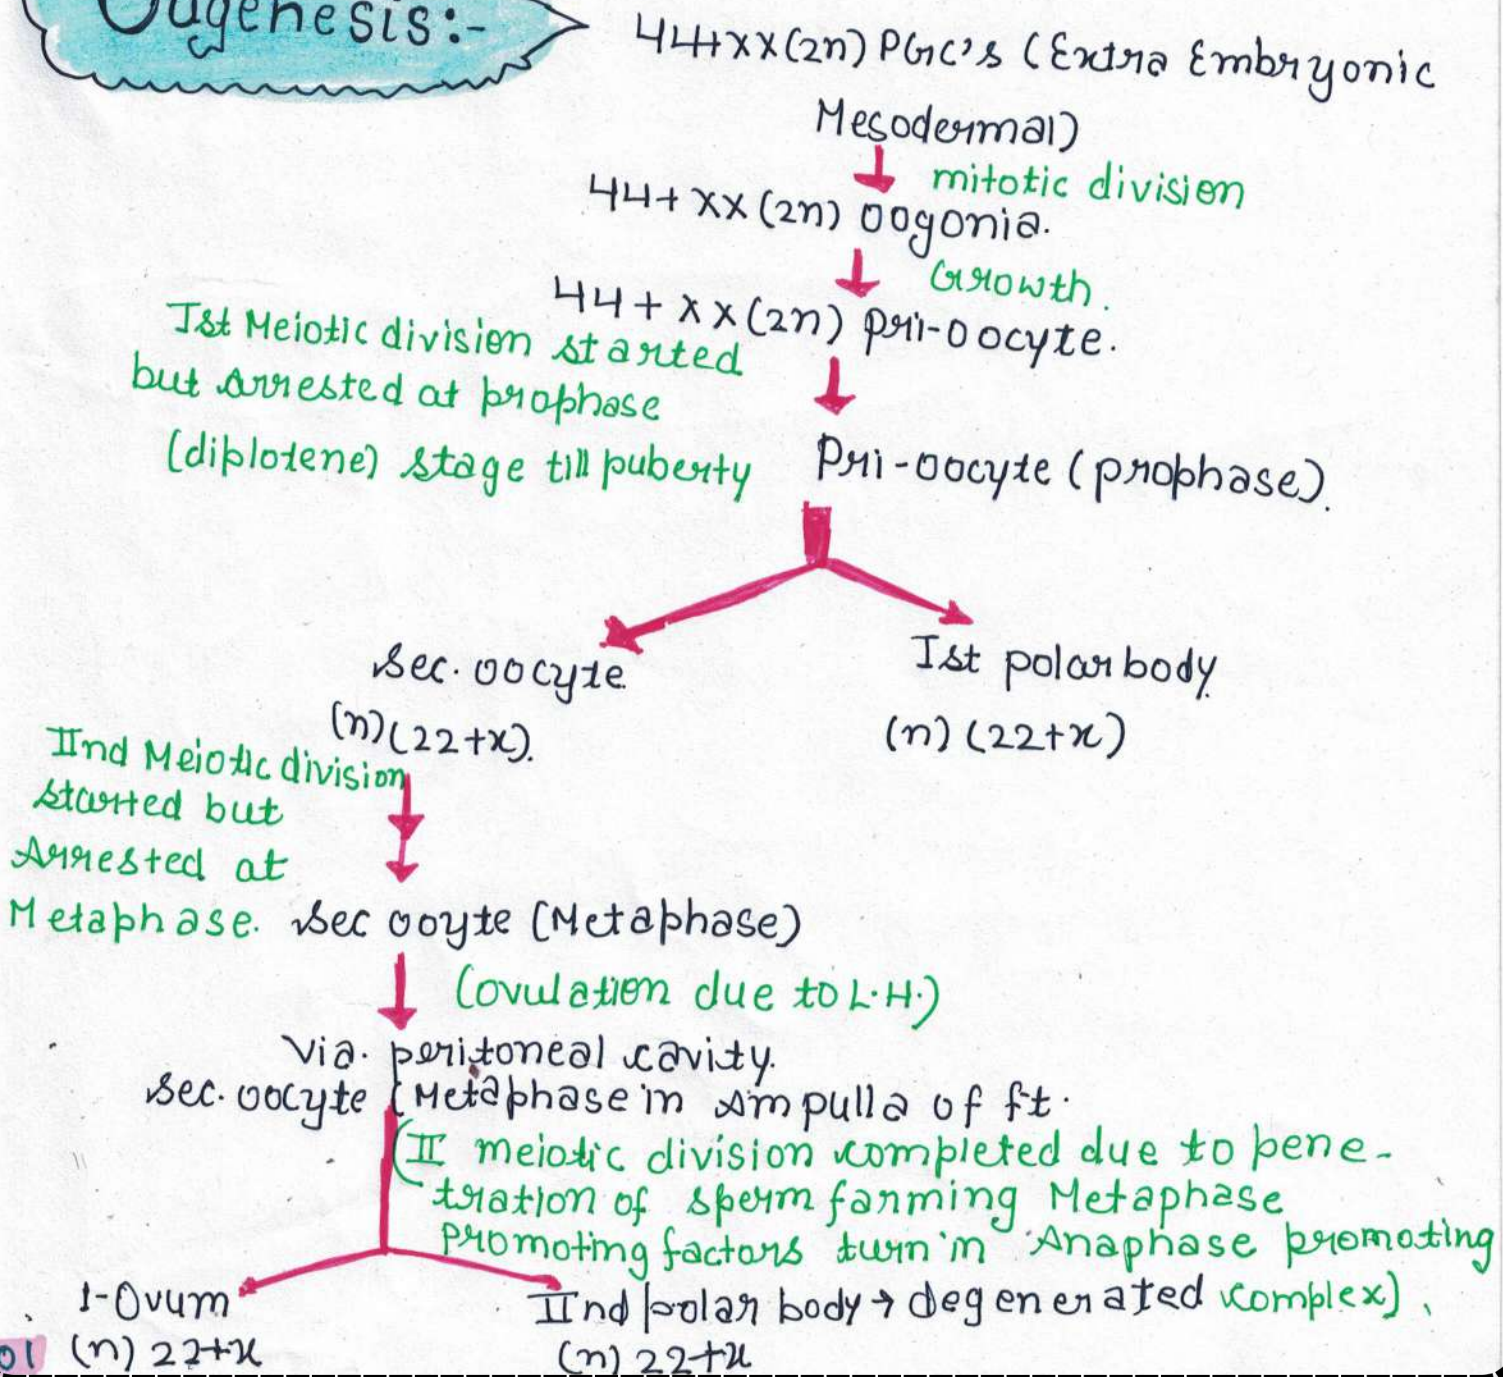 Oogenesis:-
44+xx(2n) PGC's (Extra Embryonic
Mesodermal)
mitotic division
44+xx(2n) oogonia.
Growth.
44+xx(2n) pri-oocyte.
Ist Meiotic division started
but arrested at prophase
(diplotene) stage till puberty
Pri-oocyte (prophase).
Sec. oocyte
Ist polar body
(n)(22+x).
(n) (22+x)
IInd Meiotic division
started but
Arrested at
Metaphase.
Sec ooyte (Metaphase)
(ovulation due to L.H.)
Via. peritoneal cavity.
Sec. oocyte (Metaphase in Ampulla of ft.
(II meiotic division completed due to pene-
tration of sperm farming Metaphase
promoting factors turn in Anaphase promoting
complex).
1-Ovum
IInd polar body → degenerated
(n) 22+x
(n) 22+x
01